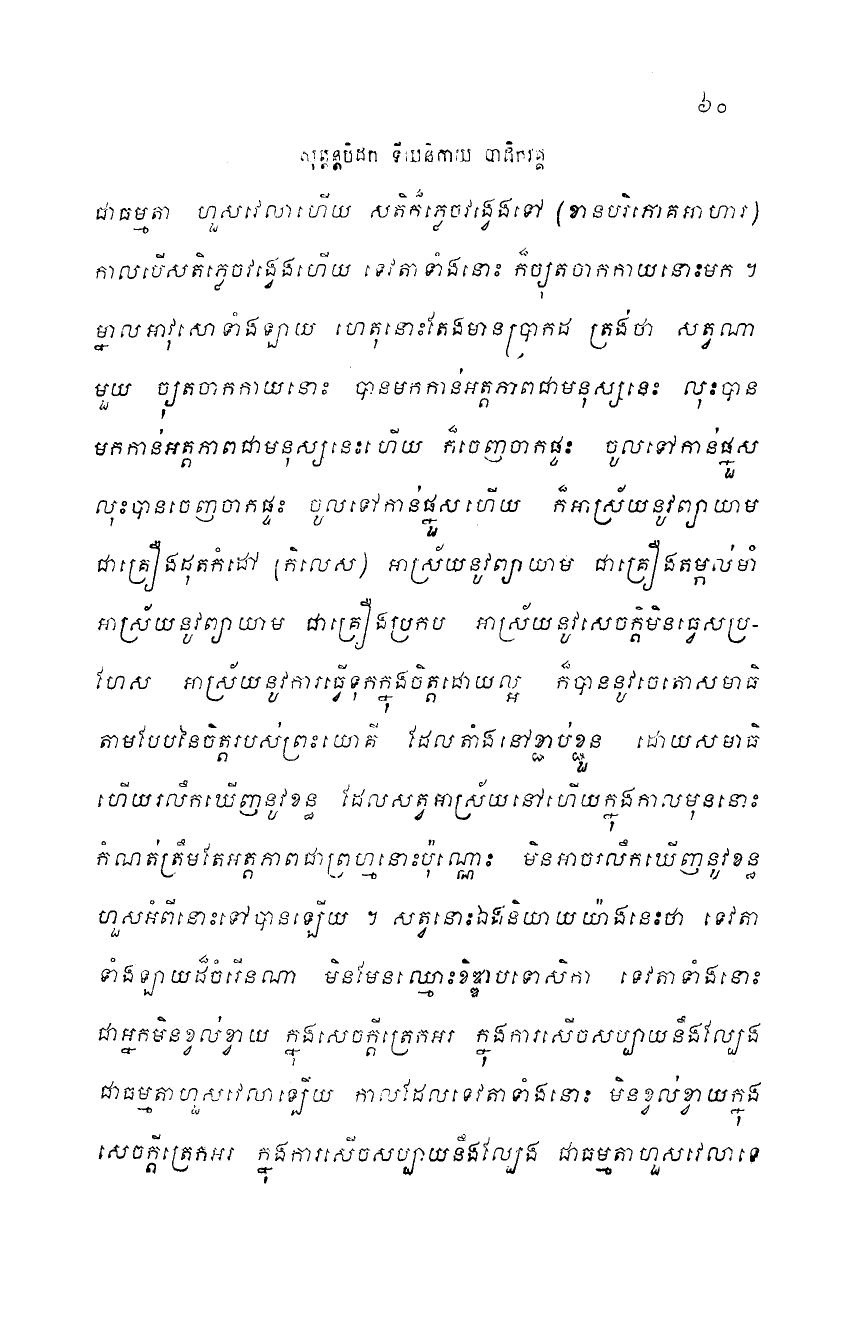 ៦០
សុត្តន្តបិដក ទីឃនិកាយ បាដិកវគ្គ
ជាធម្មតា ហួសវេលាហើយ សតិក៏ភ្លេចវង្វេងទៅ (ខានបរិភោគអាហារ)
កាលបើសតិភ្លេចវង្វេងហើយ ទេវតាទាំងនោះ ក៏ច្យុតចាកកាយនោះមក ។
ម្នាលអាវុសោទាំងឡាយ ហេតុនោះតែងមានប្រាកដ ត្រង់ថា សត្វណា
មួយ ច្យុតចាកកាយនោះ បានមកកាន់អត្តភាពជាមនុស្សនេះ លុះបាន
មកកាន់អត្តភាពជាមនុស្សនេះហើយ ក៏ចេញចាកផ្ទះ ចូលទៅកាន់ផ្នួស
លុះបានចេញចាកផ្ទះ ចូលទៅកាន់ផ្នួសហើយ ក៏អាស្រ័យនូវព្យាយាម
ជាគ្រឿងដុតកំដៅ (កិលេស) អាស្រ័យនូវព្យាយាម ជាគ្រឿងតម្កល់មាំ
អាស្រ័យនូវព្យាយាម ជាគ្រឿងប្រកប អាស្រ័យនូវសេចក្តីមិនធ្វេសប្រ-
ហែស អាស្រ័យនូវការធ្វើទុកក្នុងចិត្តដោយល្អ ក៏បាននូវចេតោសមាធិ
តាមបែបនៃចិត្តរបស់ព្រះយោគី ដែលតាំងនៅខ្ជាប់ខ្ជួន ដោយសមាធិ
ហើយរលឹកឃើញនូវខន្ធ ដែលសត្វអាស្រ័យនៅហើយក្នុងកាលមុននោះ
កំណត់ត្រឹមតែអត្តភាពជាព្រហ្មនោះប៉ុណ្ណោះ មិនអាចរលឹកឃើញនូវខន្ធ
ហួសអំពីនោះទៅបានឡើយ ។ សត្វនោះឯងនិយាយយ៉ាងនេះថា ទេវតា
ទាំងឡាយដ៏ចំរើនណា មិនមែនឈ្មោះខិឌ្ឌាបទោសិកា ទេវតាទាំងនោះ
ជាអ្នកមិនខ្វល់ខ្វាយ ក្នុងសេចក្តីត្រេកអរ ក្នុងការសើចសប្បាយនឹងល្បែង
ជាធម្មតាហួសវេលាឡើយ កាលដែលទេវតាទាំងនោះ មិនខ្វល់ខ្វាយក្នុង
សេចក្តីត្រេកអរ ក្នុងការសើចសប្បាយនឹងល្បែង ជាធម្មតាហួសវេលាទេ